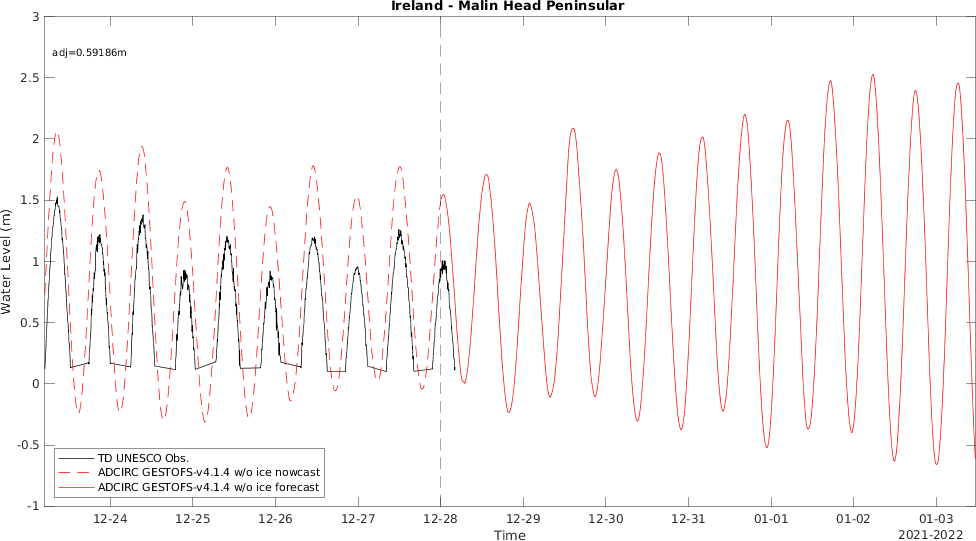 Ireland - Malin Head Peninsular
adj=0.59186m
3
2.5
2
1.5
1
0.5
0
-0.5
-1
Water Level (m)
TD UNESCO Obs.
ADCIRC GESTOFS-v4.1.4 w/o ice nowcast
ADCIRC GESTOFS-v4.1.4 w/o ice forecast
12-24 12-25 12-26 12-27 12-28 12-29 12-30 12-31 01-01 01-02 01-03
Time
2021-2022